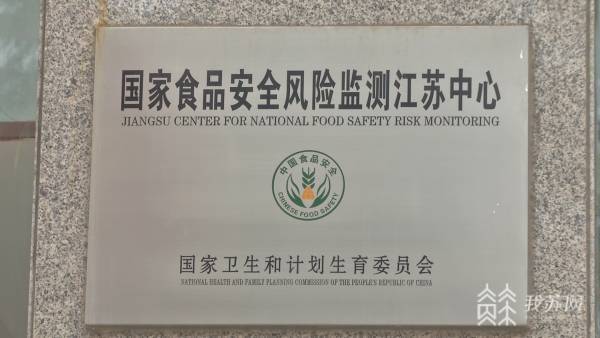 国家食品安全风险监测江苏中心
JIANGSU CENTER FOR NATIONAL FOOD SAFETY RISK MONITORING
中国食品安全
CHINESE FOOD SAFETY
国家卫生和计划生育委员会
NATIONAL HEALTH AND FAMILY PLANNING COMMISSION OF THE PEOPLE'S REPUBLIC OF CHINA
我苏网